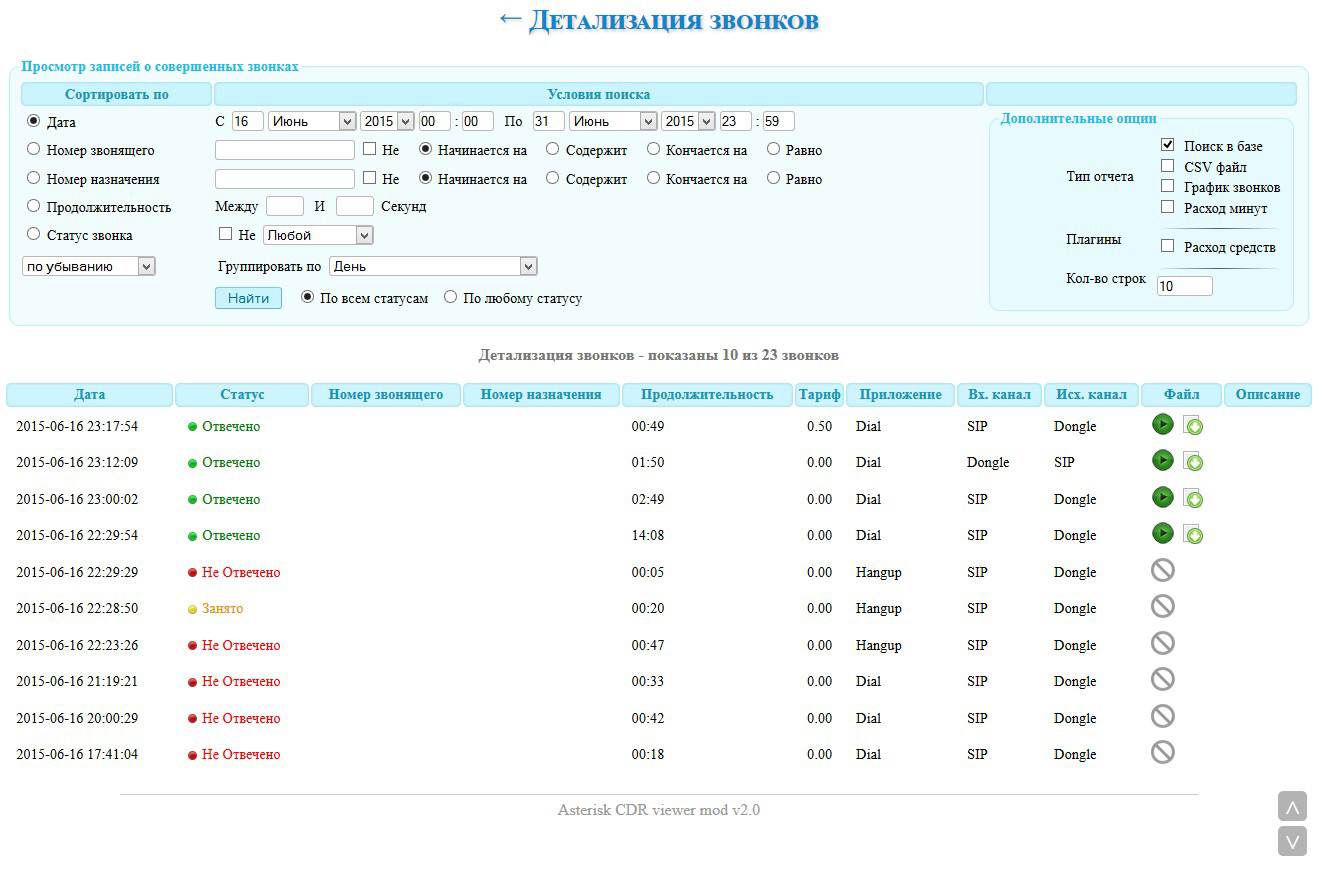 ← Детализация звонков
Просмотр записей о совершенных звонках
Сортировать по Условия поиска
Дата С 16 Июнь 2015 00 : 00 По 31 Июнь 2015 23 : 59
Дополнительные опции
Номер звонящего Не Начинается на Содержит Кончается на Равно
Номер назначения Не Начинается на Содержит Кончается на Равно
Продолжительность Между И Секунд
Статус звонка Не Любой
по убыванию Группировать по День
Найти По всем статусам По любому статусу
Тип отчета
Поиск в базе
CSV файл
График звонков
Расход минут
Плагины Расход средств
Кол-во строк 10
Детализация звонков - показаны 10 из 23 звонков
Дата Статус Номер звонящего Номер назначения Продолжительность Тариф Приложение Вх. канал Исх. канал Файл Описание
2015-06-16 23:17:54 Отвечено 00:49 0.50 Dial SIP Dongle
2015-06-16 23:12:09 Отвечено 01:50 0.00 Dial Dongle SIP
2015-06-16 23:00:02 Отвечено 02:49 0.00 Dial SIP Dongle
2015-06-16 22:29:54 Отвечено 14:08 0.00 Dial SIP Dongle
2015-06-16 22:29:29 Не Отвечено 00:05 0.00 Hangup SIP Dongle
2015-06-16 22:28:50 Занято 00:20 0.00 Hangup SIP Dongle
2015-06-16 22:23:26 Не Отвечено 00:47 0.00 Hangup SIP Dongle
2015-06-16 21:19:21 Не Отвечено 00:33 0.00 Dial SIP Dongle
2015-06-16 20:00:29 Не Отвечено 00:42 0.00 Dial SIP Dongle
2015-06-16 17:41:04 Не Отвечено 00:18 0.00 Dial SIP Dongle
Asterisk CDR viewer mod v2.0